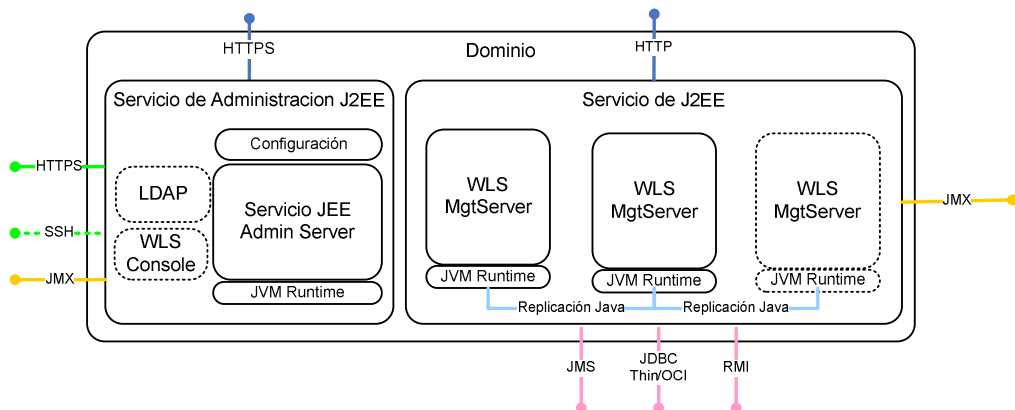 HTTPS
HTTP
Dominio
Servicio de Administracion J2EE
Servicio de J2EE
Configuración
HTTPS
LDAP
Servicio JEE
Admin Server
SSH
WLS
Console
JMX
JVM Runtime
WLS
MgtServer
JVM Runtime
WLS
MgtServer
JVM Runtime
WLS
MgtServer
JVM Runtime
JMX
Replicación Java
Replicación Java
JMS
JDBC
Thin/OCI
RMI